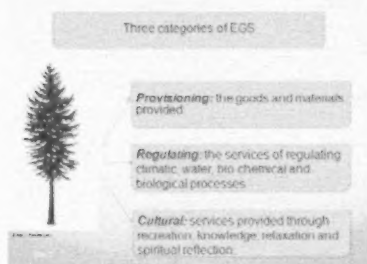 Three categories of EGS
Provisioning: the goods and materials
provided
Regulating: the services of regulating
climatic, water, bio chemical and
biological processes
Cultural: services provided through
recreation, knowledge, relaxation and
spiritual reflection.